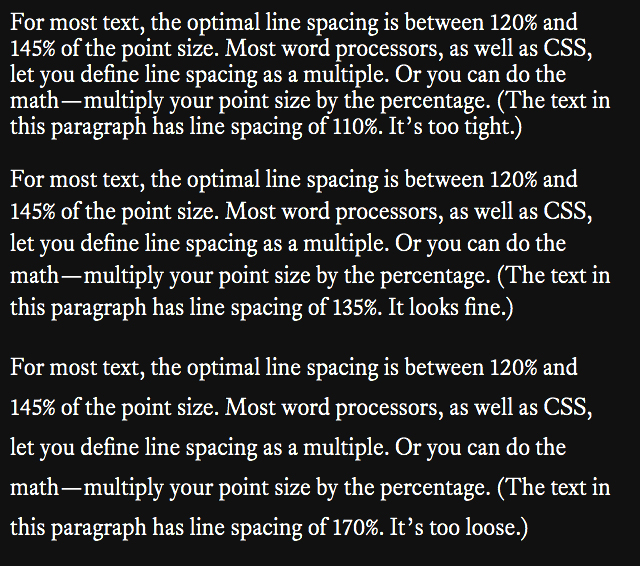 For most text, the optimal line spacing is between 120% and
145% of the point size. Most word processors, as well as CSS,
let you define line spacing as a multiple. Or you can do the
math—multiply your point size by the percentage. (The text in
this paragraph has line spacing of 110%. It’s too tight.)
For most text, the optimal line spacing is between 120% and
145% of the point size. Most word processors, as well as CSS,
let you define line spacing as a multiple. Or you can do the
math—multiply your point size by the percentage. (The text in
this paragraph has line spacing of 135%. It looks fine.)
For most text, the optimal line spacing is between 120% and
145% of the point size. Most word processors, as well as CSS,
let you define line spacing as a multiple. Or you can do the
math—multiply your point size by the percentage. (The text in
this paragraph has line spacing of 170%. It’s too loose.)